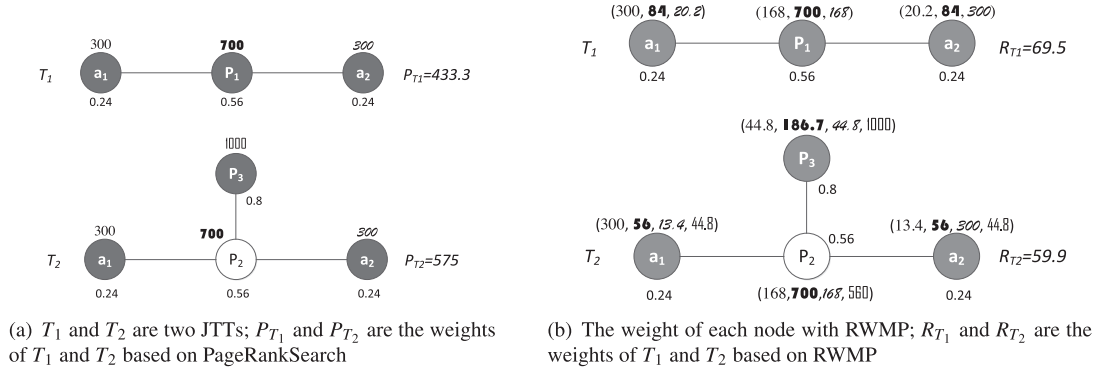 300 700 300
T1 a1 P1 a2 PT1=433.3
0.24 0.56 0.24
1000
P3
0.8
300 700 300
T2 a1 P2 a2 PT2=575
0.24 0.56 0.24
(a) T1 and T2 are two JTTs; PT1 and PT2 are the weights
of T1 and T2 based on PageRankSearch
(300, 84, 20.2) (168, 700, 168) (20.2, 84, 300)
T1 a1 P1 a2 RT1=69.5
0.24 0.56 0.24
(44.8, 186.7, 44.8, 1000)
P3
0.8
(300, 56, 13.4, 44.8) 0.56 (13.4, 56, 300, 44.8)
T2 a1 P2 a2 RT2=59.9
0.24 (168,700,168, 560) 0.24
(b) The weight of each node with RWMP; RT1 and RT2 are the
weights of T1 and T2 based on RWMP